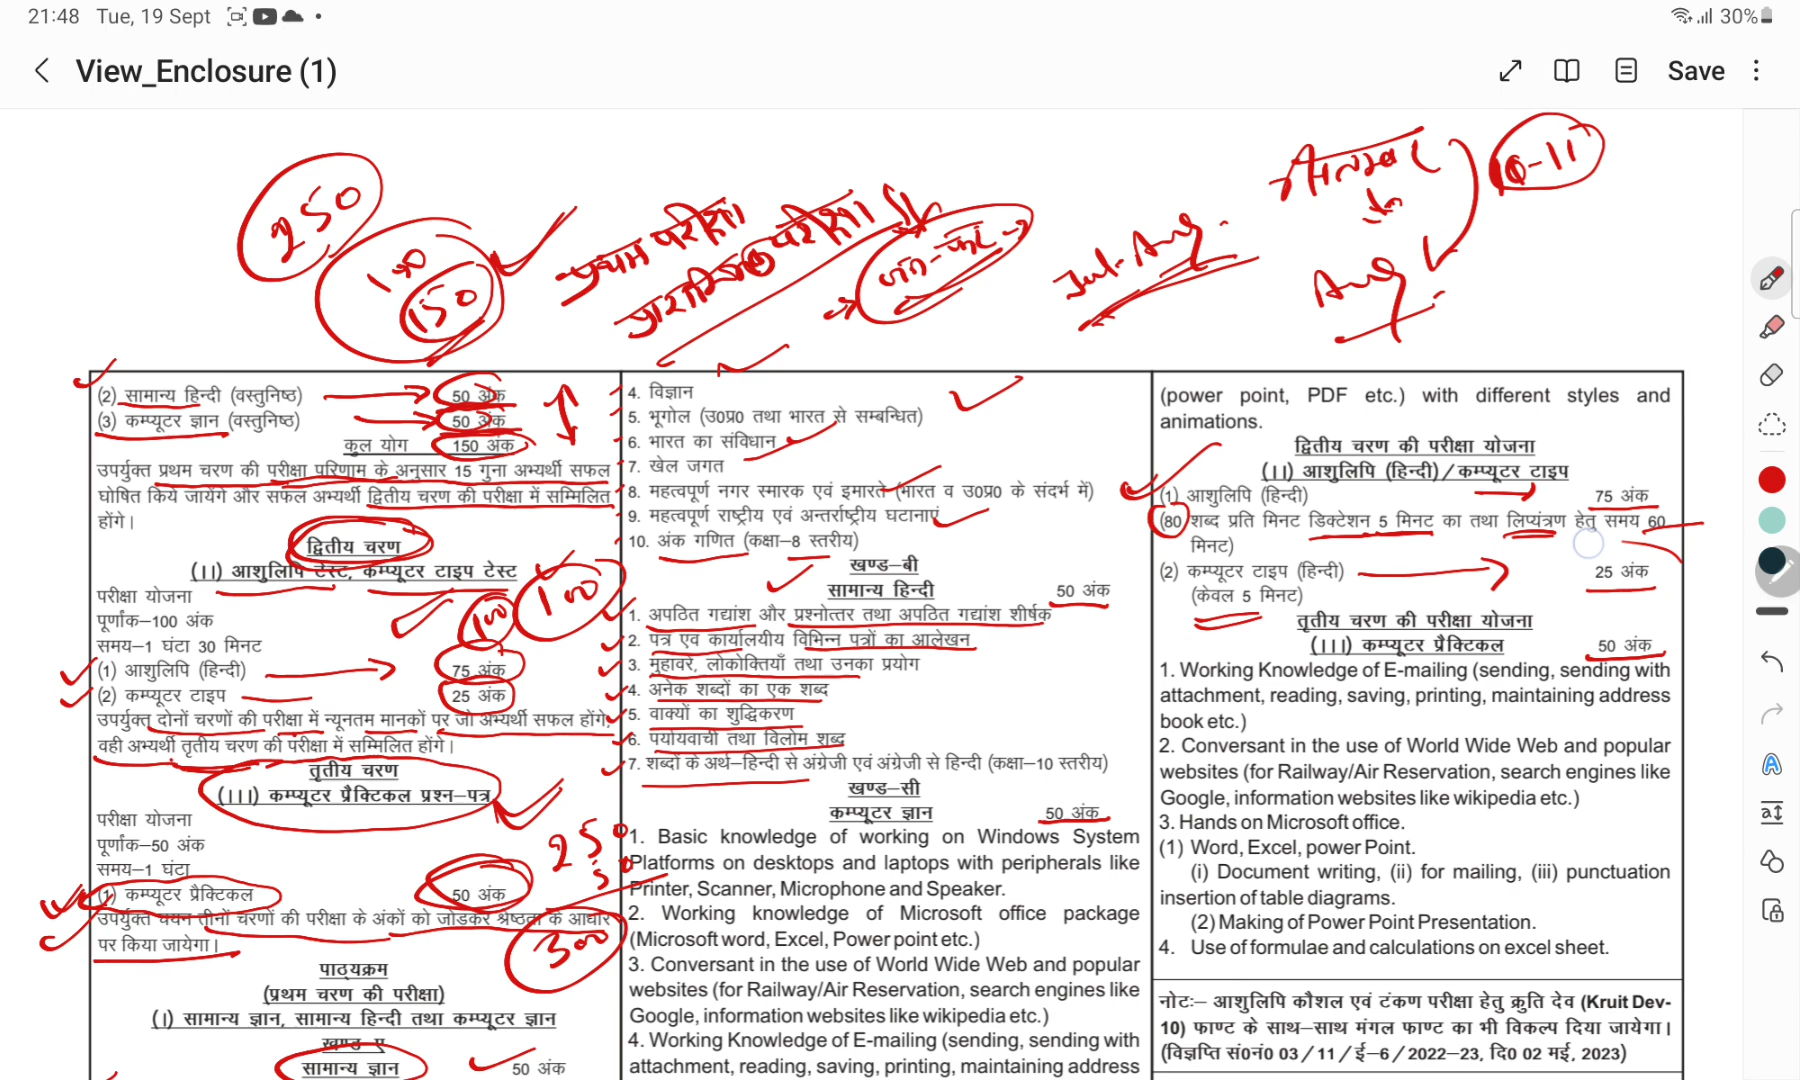 21:48 Tue, 19 Sept
30%
View_Enclosure (1)
Save
250
150
प्रथम परीक्षा
प्रारम्भिक परीक्षा
जन-फर
Jul-Aug.
Aug
10-11
(2) सामान्य हिन्दी (वस्तुनिष्ठ) 50 अंक
(3) कम्प्यूटर ज्ञान (वस्तुनिष्ठ) 50 अंक
कुल योग 150 अंक
उपर्युक्त प्रथम चरण की परीक्षा परिणाम के अनुसार 15 गुना अभ्यर्थी सफल
घोषित किये जायेंगे और सफल अभ्यर्थी द्वितीय चरण की परीक्षा में सम्मिलित
होंगे।
द्वितीय चरण
(II) आशुलिपि टेस्ट, कम्प्यूटर टाइप टेस्ट
परीक्षा योजना
पूर्णांक-100 अंक
100
100
समय-1 घंटा 30 मिनट
(1) आशुलिपि (हिन्दी) 75 अंक
(2) कम्प्यूटर टाइप 25 अंक
उपर्युक्त दोनों चरणों की परीक्षा में न्यूनतम मानकों पर जो अभ्यर्थी सफल होंगे,
वही अभ्यर्थी तृतीय चरण की परीक्षा में सम्मिलित होंगे।
तृतीय चरण
(III) कम्प्यूटर प्रैक्टिकल प्रश्न-पत्र
परीक्षा योजना
पूर्णांक-50 अंक
समय-1 घंटा
250
50
300
(1) कम्प्यूटर प्रैक्टिकल 50 अंक
उपर्युक्त चयन तीनों चरणों की परीक्षा के अंकों को जोड़कर श्रेष्ठता के आधार
पर किया जायेगा।
पाठ्यक्रम
(प्रथम चरण की परीक्षा)
(I) सामान्य ज्ञान, सामान्य हिन्दी तथा कम्प्यूटर ज्ञान
खण्ड-ए
सामान्य ज्ञान 50 अंक
4. विज्ञान
5. भूगोल (उ0प्र0 तथा भारत से सम्बन्धित)
6. भारत का संविधान
7. खेल जगत
8. महत्वपूर्ण नगर स्मारक एवं इमारते (भारत व उ0प्र0 के संदर्भ में)
9. महत्वपूर्ण राष्ट्रीय एवं अन्तर्राष्ट्रीय घटनाएं
10. अंक गणित (कक्षा-8 स्तरीय)
खण्ड-बी
सामान्य हिन्दी 50 अंक
1. अपठित गद्यांश और प्रश्नोत्तर तथा अपठित गद्यांश शीर्षक
2. पत्र एवं कार्यालयीय विभिन्न पत्रों का आलेखन
3. मुहावरे, लोकोक्तियाँ तथा उनका प्रयोग
4. अनेक शब्दों का एक शब्द
5. वाक्यों का शुद्धिकरण
6. पर्यायवाची तथा विलोम शब्द
7. शब्दों के अर्थ-हिन्दी से अंग्रेजी एवं अंग्रेजी से हिन्दी (कक्षा-10 स्तरीय)
खण्ड-सी
कम्प्यूटर ज्ञान 50 अंक
1. Basic knowledge of working on Windows System
Platforms on desktops and laptops with peripherals like
Printer, Scanner, Microphone and Speaker.
2. Working knowledge of Microsoft office package
(Microsoft word, Excel, Power point etc.)
3. Conversant in the use of World Wide Web and popular
websites (for Railway/Air Reservation, search engines like
Google, information websites like wikipedia etc.)
4. Working Knowledge of E-mailing (sending, sending with
attachment, reading, saving, printing, maintaining address
(power point, PDF etc.) with different styles and
animations.
द्वितीय चरण की परीक्षा योजना
(II) आशुलिपि (हिन्दी)/कम्प्यूटर टाइप
(1) आशुलिपि (हिन्दी) 75 अंक
(80 शब्द प्रति मिनट डिक्टेशन 5 मिनट का तथा लिप्यंत्रण हेतु समय 60
मिनट)
(2) कम्प्यूटर टाइप (हिन्दी) 25 अंक
(केवल 5 मिनट)
तृतीय चरण की परीक्षा योजना
(III) कम्प्यूटर प्रैक्टिकल 50 अंक
1. Working Knowledge of E-mailing (sending, sending with
attachment, reading, saving, printing, maintaining address
book etc.)
2. Conversant in the use of World Wide Web and popular
websites (for Railway/Air Reservation, search engines like
Google, information websites like wikipedia etc.)
3. Hands on Microsoft office.
(1) Word, Excel, power Point.
(i) Document writing, (ii) for mailing, (iii) punctuation
insertion of table diagrams.
(2) Making of Power Point Presentation.
4. Use of formulae and calculations on excel sheet.
नोटः- आशुलिपि कौशल एवं टंकण परीक्षा हेतु क्रुति देव (Kruit Dev-
10) फाण्ट के साथ-साथ मंगल फाण्ट का भी विकल्प दिया जायेगा।
(विज्ञप्ति सं0नं0 03/11/ई-6/2022-23, दि0 02 मई, 2023)